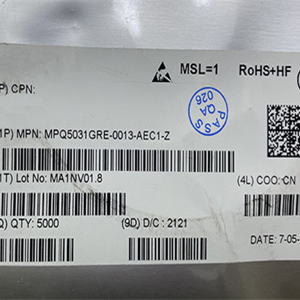 MSL=1 RoHS+HF
P) CPN:
PASS
QA
026
1P) MPN: MPQ5031GRE-0013-AEC1-Z
1T) Lot No: MA1NV01.8
(4L) COO: CN
Q) QTY: 5000 (9D) D/C : 2121
DATE: 7-05-